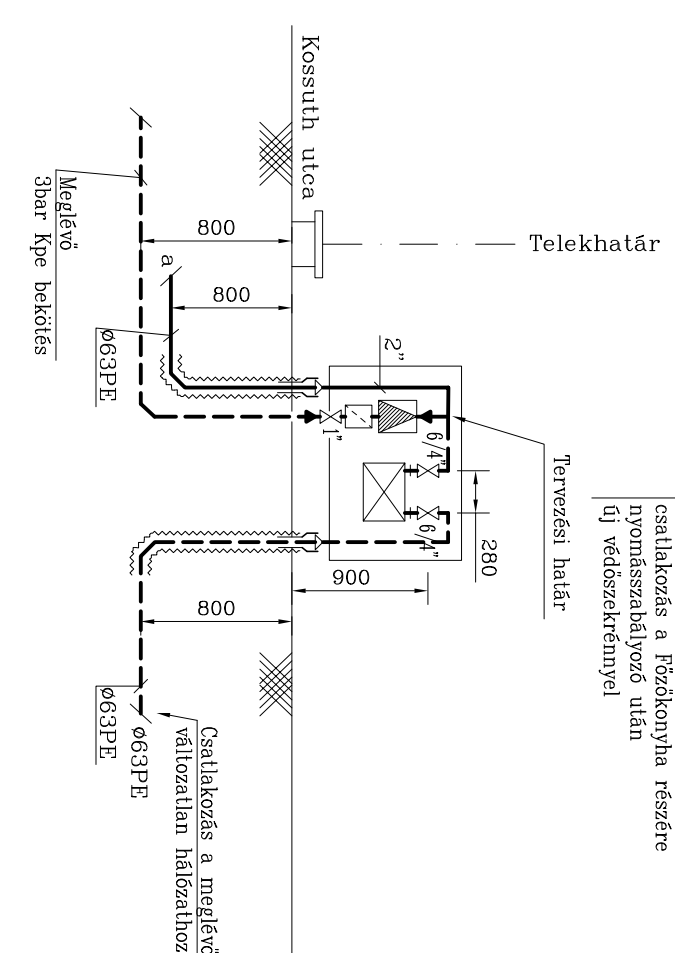 Kossuth utca
Telekhatár
Meglévő
3bar Kpe bekötés
800
a
800
ø63PE
2"
1"
6/4"
6/4"
280
900
Tervezési határ
csatlakozás a Főzőkonyha részére
nyomásszabályozó után
új védőszekrénnyel
800
ø63PE
ø63PE
Csatlakozás a meglévő
változatlan hálózathoz